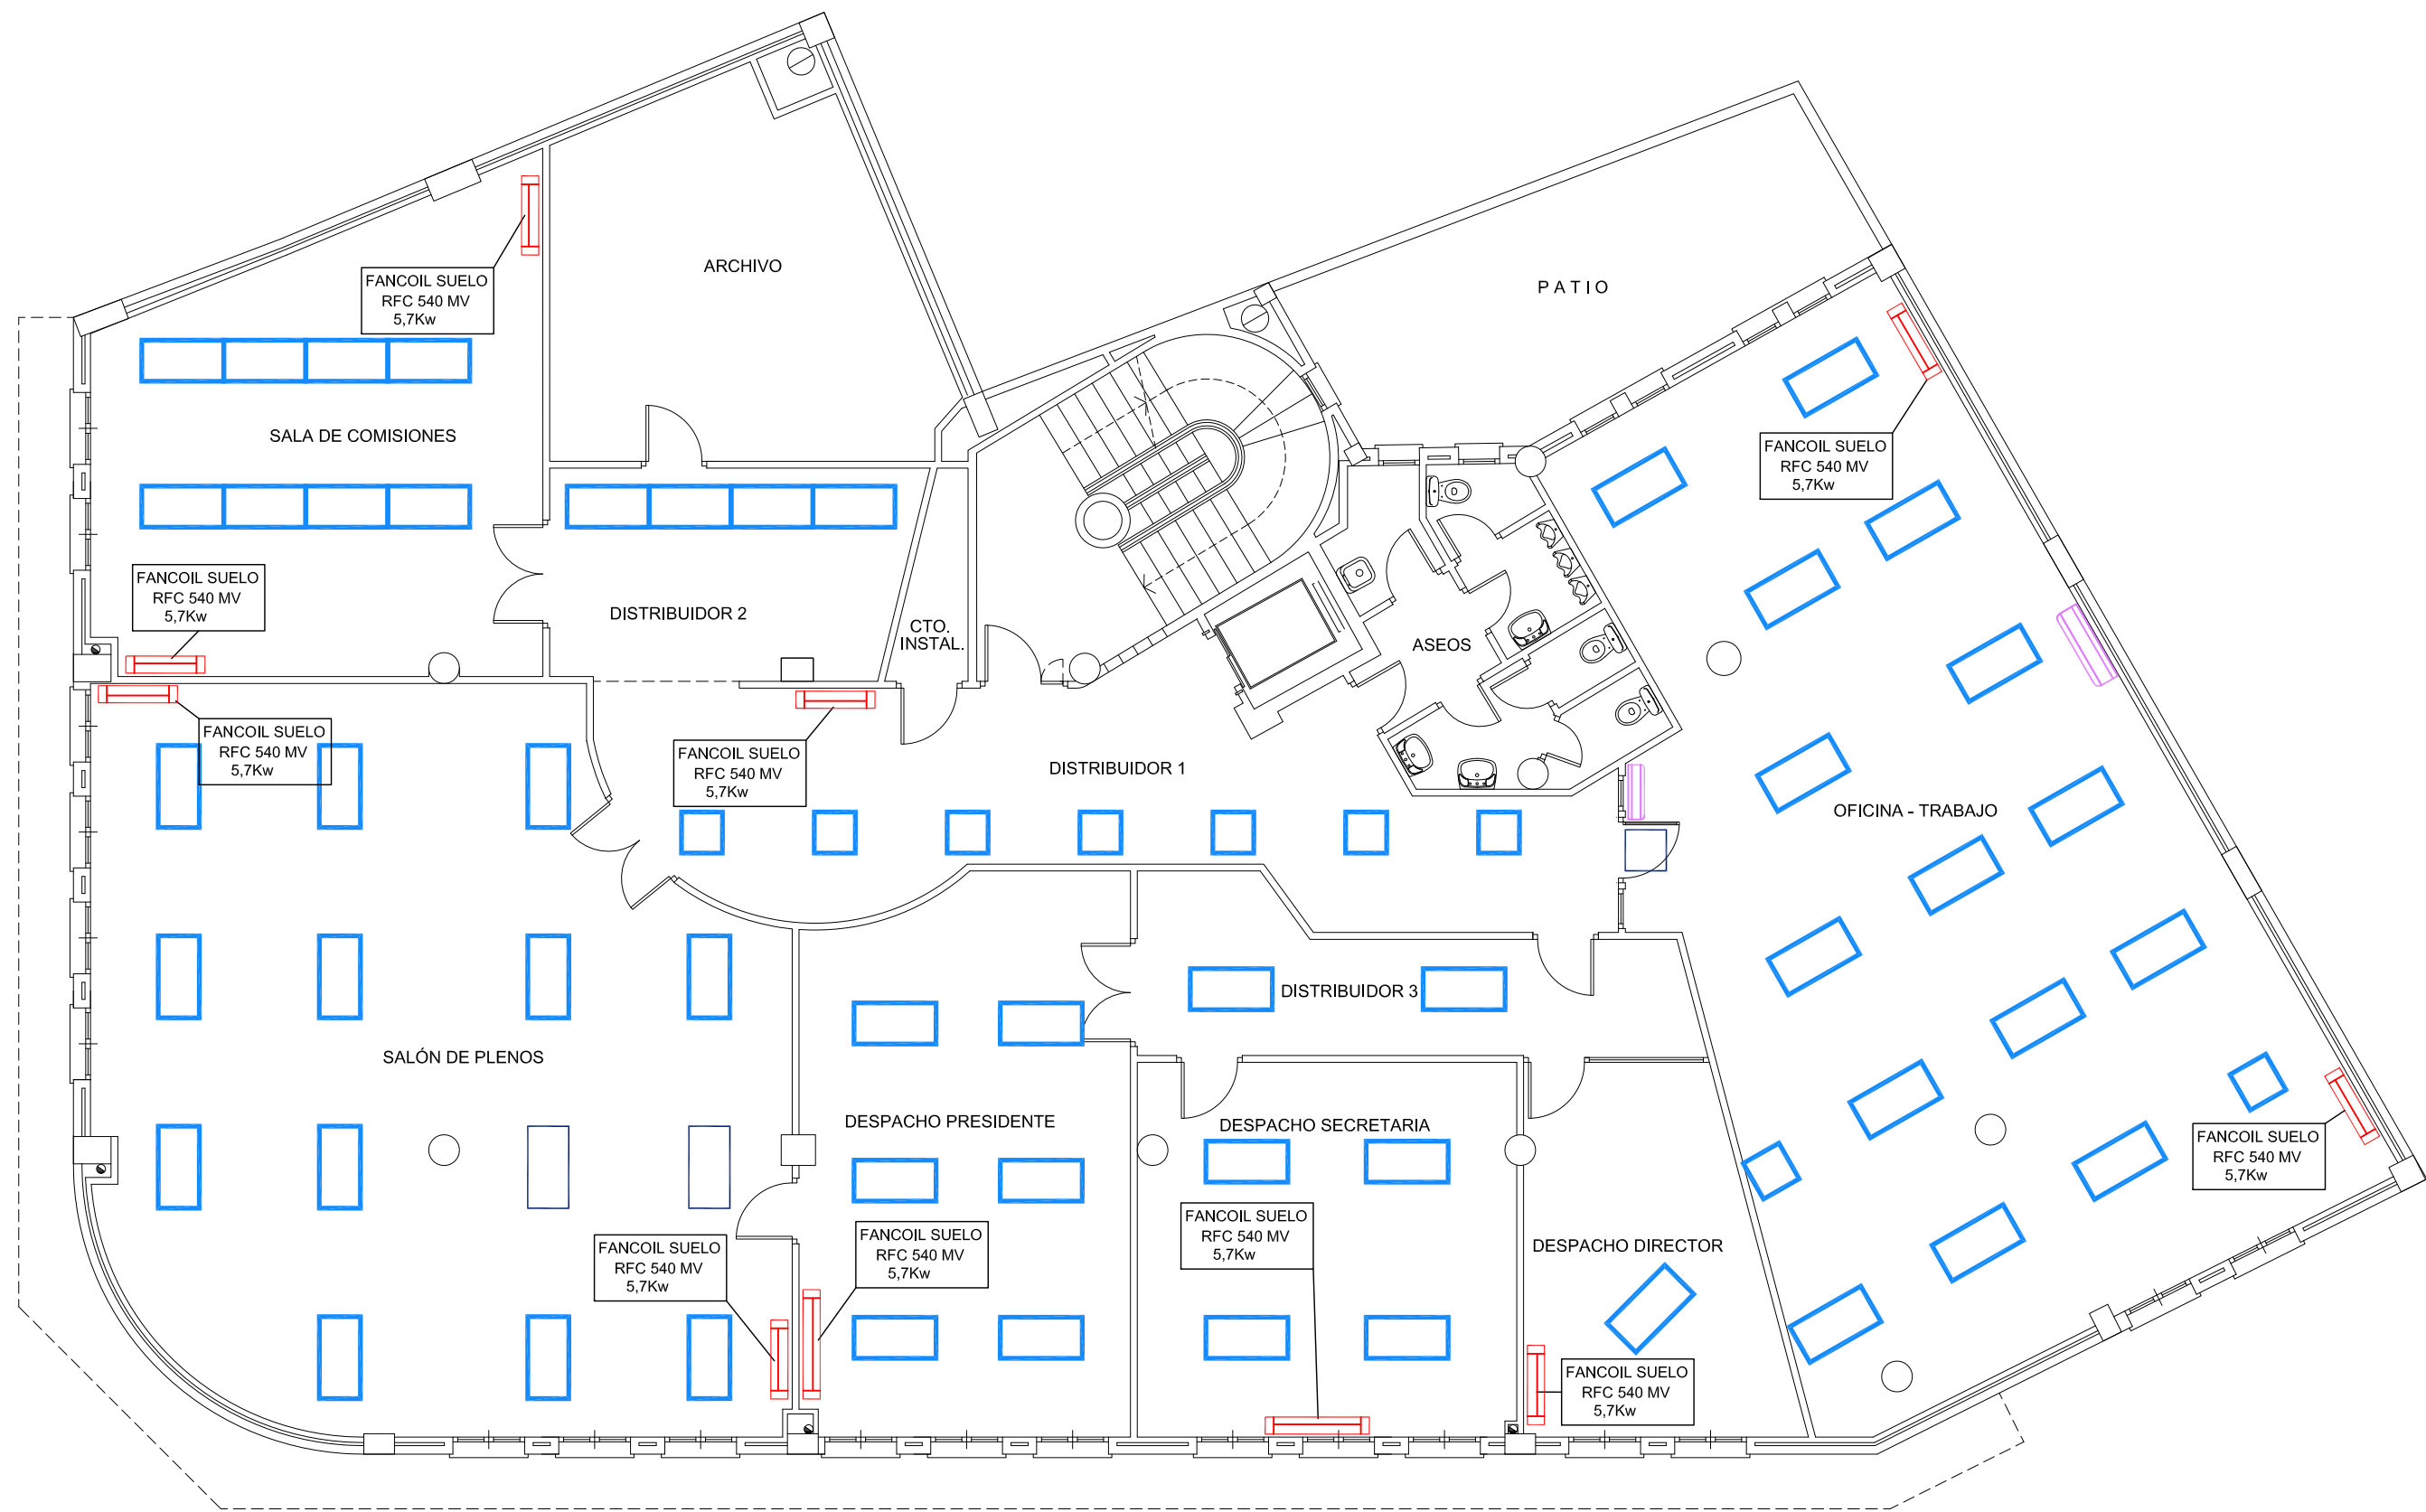 ARCHIVO
FANCOIL SUELO
RFC 540 MV
5,7Kw
P A T I O
SALA DE COMISIONES
FANCOIL SUELO
RFC 540 MV
5,7Kw
FANCOIL SUELO
RFC 540 MV
5,7Kw
DISTRIBUIDOR 2
CTO.
INSTAL.
ASEOS
FANCOIL SUELO
RFC 540 MV
5,7Kw
FANCOIL SUELO
RFC 540 MV
5,7Kw
DISTRIBUIDOR 1
OFICINA - TRABAJO
DISTRIBUIDOR 3
SALÓN DE PLENOS
DESPACHO PRESIDENTE
DESPACHO SECRETARIA
FANCOIL SUELO
RFC 540 MV
5,7Kw
FANCOIL SUELO
RFC 540 MV
5,7Kw
FANCOIL SUELO
RFC 540 MV
5,7Kw
FANCOIL SUELO
RFC 540 MV
5,7Kw
DESPACHO DIRECTOR
FANCOIL SUELO
RFC 540 MV
5,7Kw